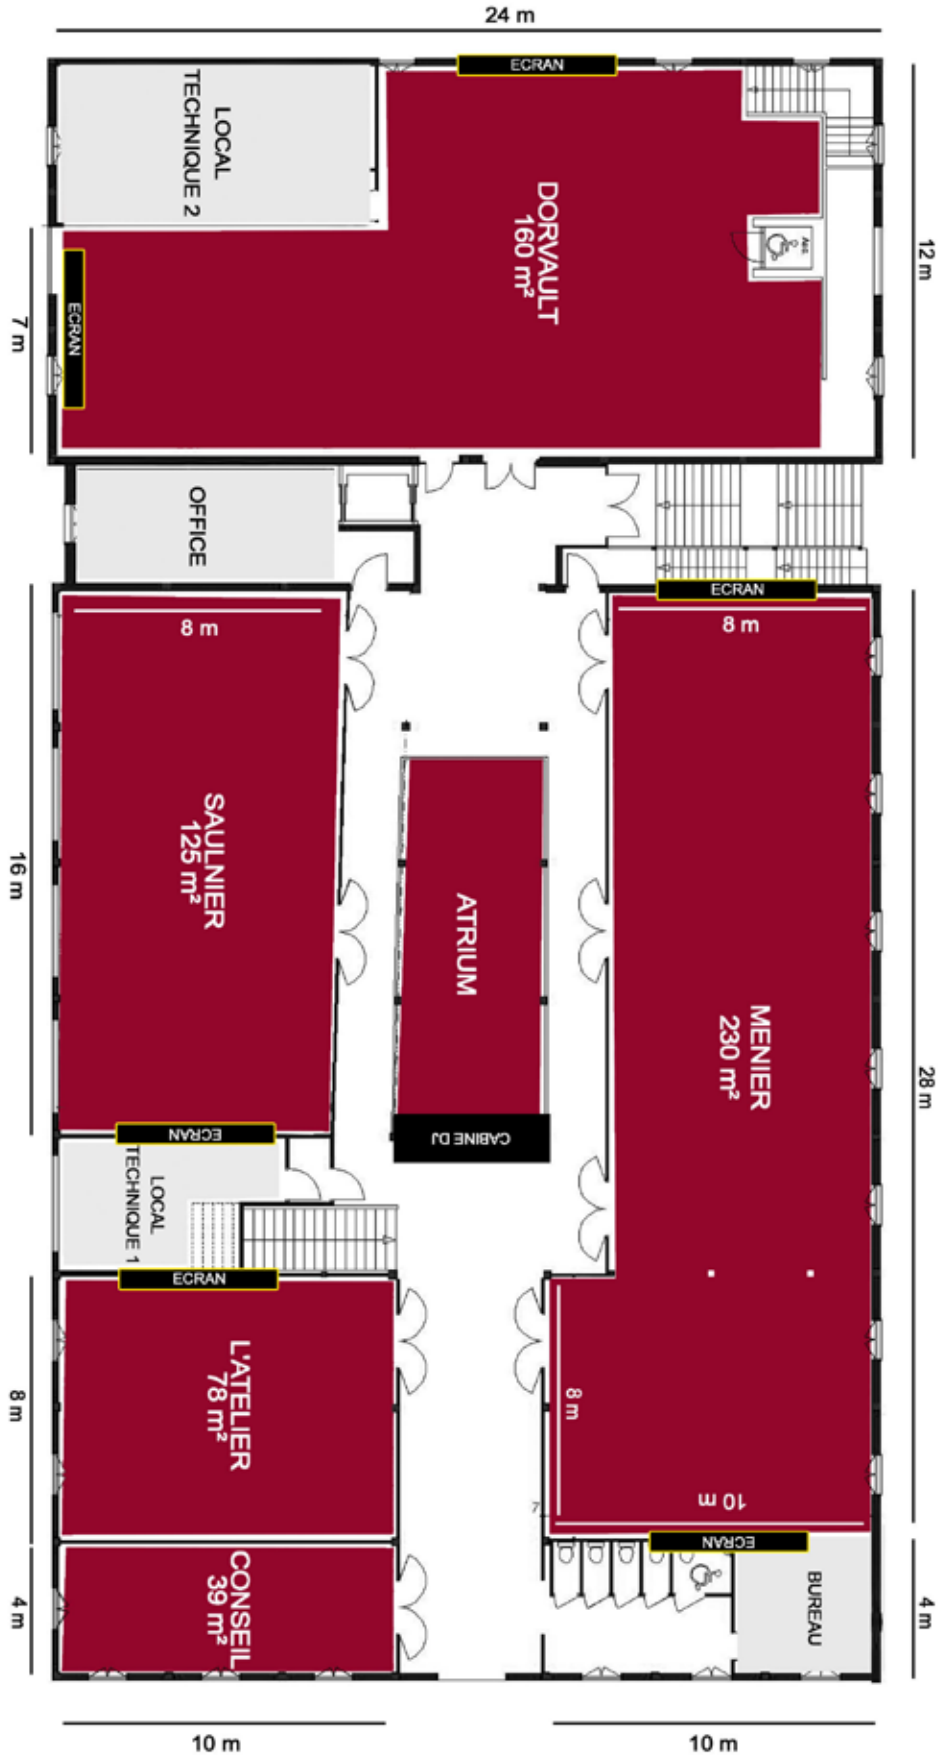 24 m
ECRAN
LOCAL
TECHNIQUE 2
DORVAULT
160 m²
Asc.
12 m
ECRAN
7 m
OFFICE
ECRAN
8 m
8 m
SAULNIER
125 m²
16 m
ATRIUM
MENIER
230 m²
28 m
CABINE DJ
ECRAN
LOCAL
TECHNIQUE 1
ECRAN
L'ATELIER
78 m²
8 m
8 m
10 m
7
ECRAN
CONSEIL
39 m²
4 m
BUREAU
4 m
10 m
10 m